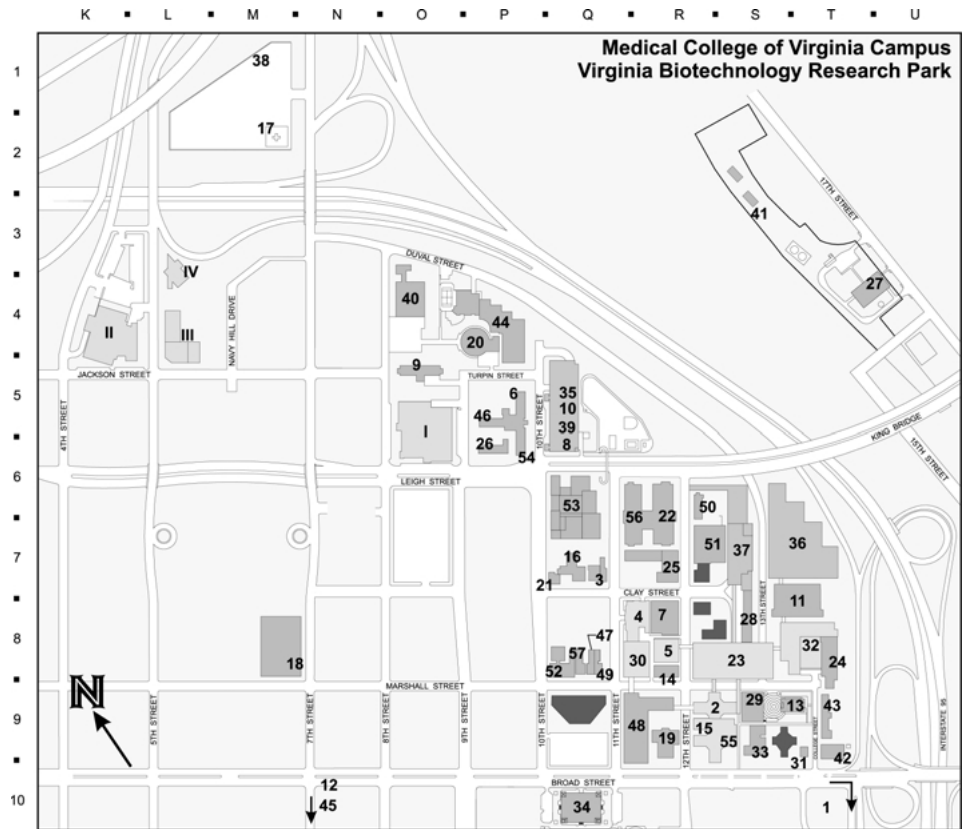 K L M N O P Q R S T U
Medical College of Virginia Campus
Virginia Biotechnology Research Park
1
38
17
2
17TH STREET
41
3
IV
DUVAL STREET
27
40
NAVY HILL DRIVE
II
III
4
44
20
9
JACKSON STREET
TURPIN STREET
5
6
35
10
39
8
4TH STREET
I
46
26
54
10TH STREET
KING BRIDGE
15TH STREET
6
LEIGH STREET
53
56
22
50
51
37
36
7
16
21
3
25
CLAY STREET
13TH STREET
11
4
7
28
8
18
47
57
52
49
30
5
14
23
32
24
N
MARSHALL STREET
9
5TH STREET
7TH STREET
8TH STREET
9TH STREET
10TH STREET
11TH STREET
48
19
12TH STREET
2
15
55
29
33
13
31
COLLEGE STREET
43
42
INTERSTATE 95
BROAD STREET
10
12
45
34
1